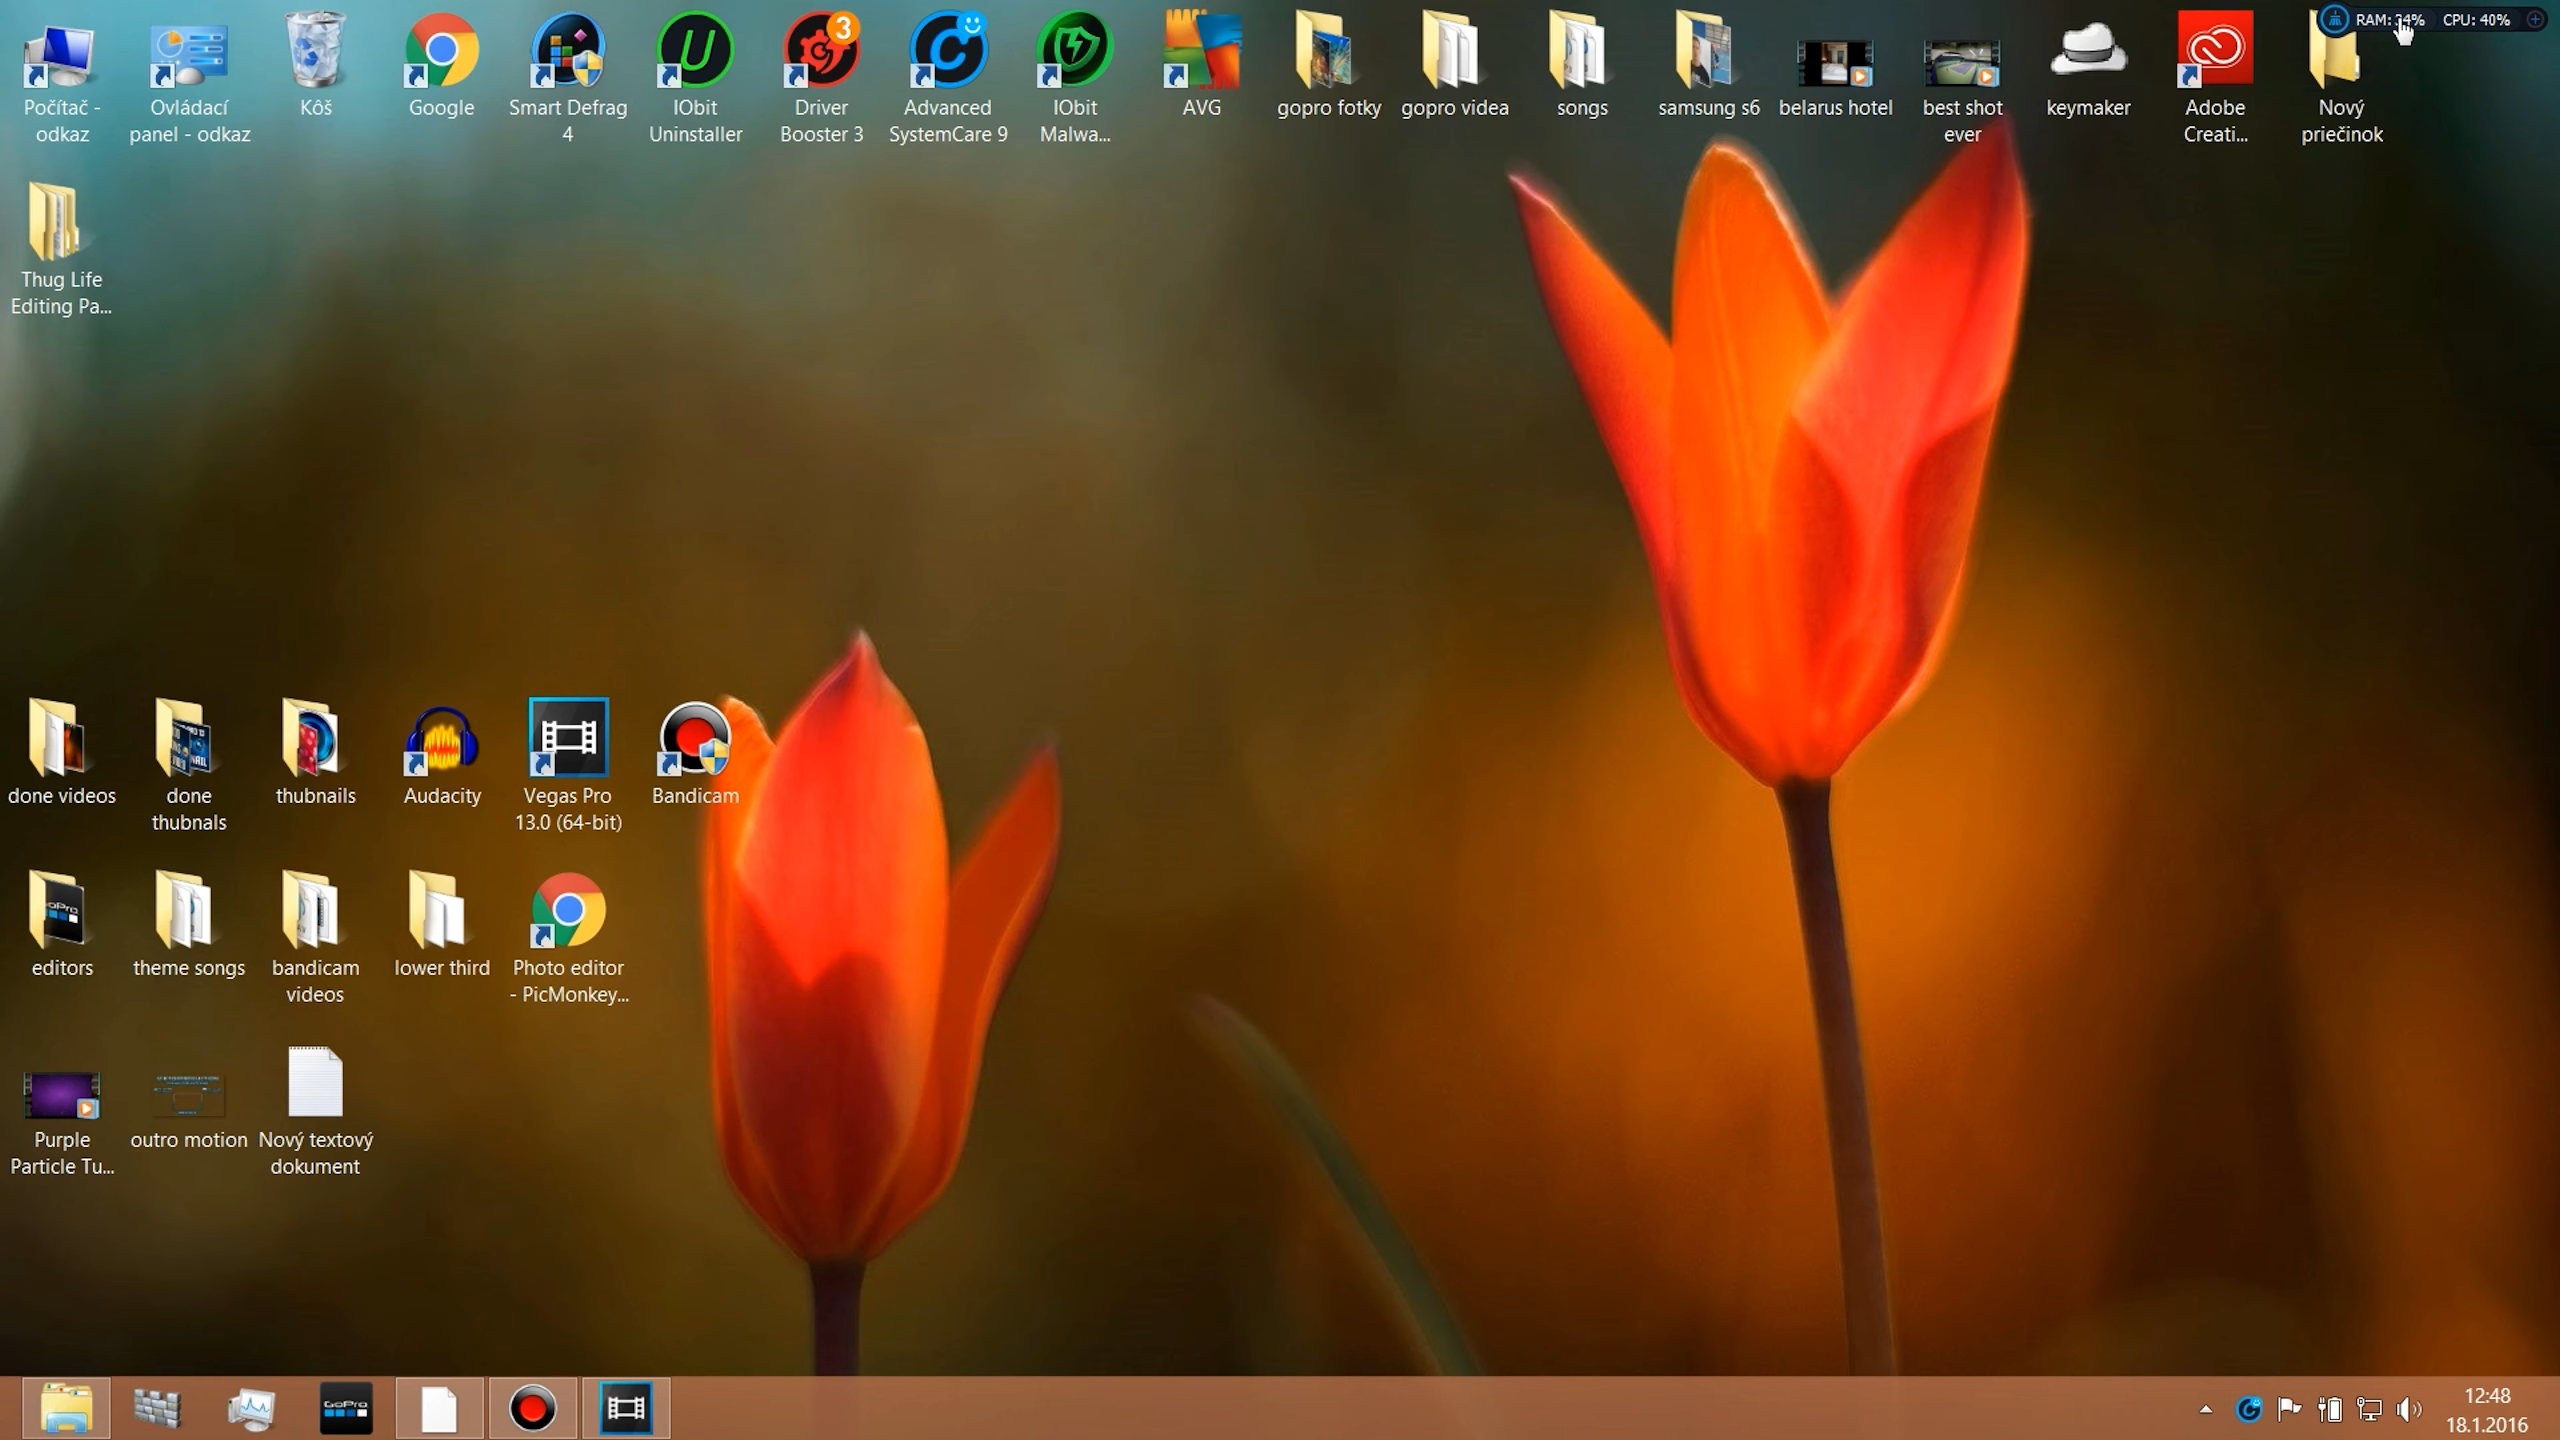 RAM: 34% CPU: 40%
3
Počítač -
odkaz
Ovládací
panel - odkaz
Kôš
Google
Smart Defrag
4
IObit
Uninstaller
Driver
Booster 3
Advanced
SystemCare 9
IObit
Malwa...
AVG
gopro fotky
gopro videa
songs
samsung s6
belarus hotel
best shot
ever
keymaker
Adobe
Creati...
Nový
priečinok
Thug Life
Editing Pa...
done videos
done
thubnals
thubnails
Audacity
Vegas Pro
13.0 (64-bit)
Bandicam
editors
theme songs
bandicam
videos
lower third
Photo editor
- PicMonkey...
Purple
Particle Tu...
outro motion
Nový textový
dokument
GoPro
12:48
18.1.2016